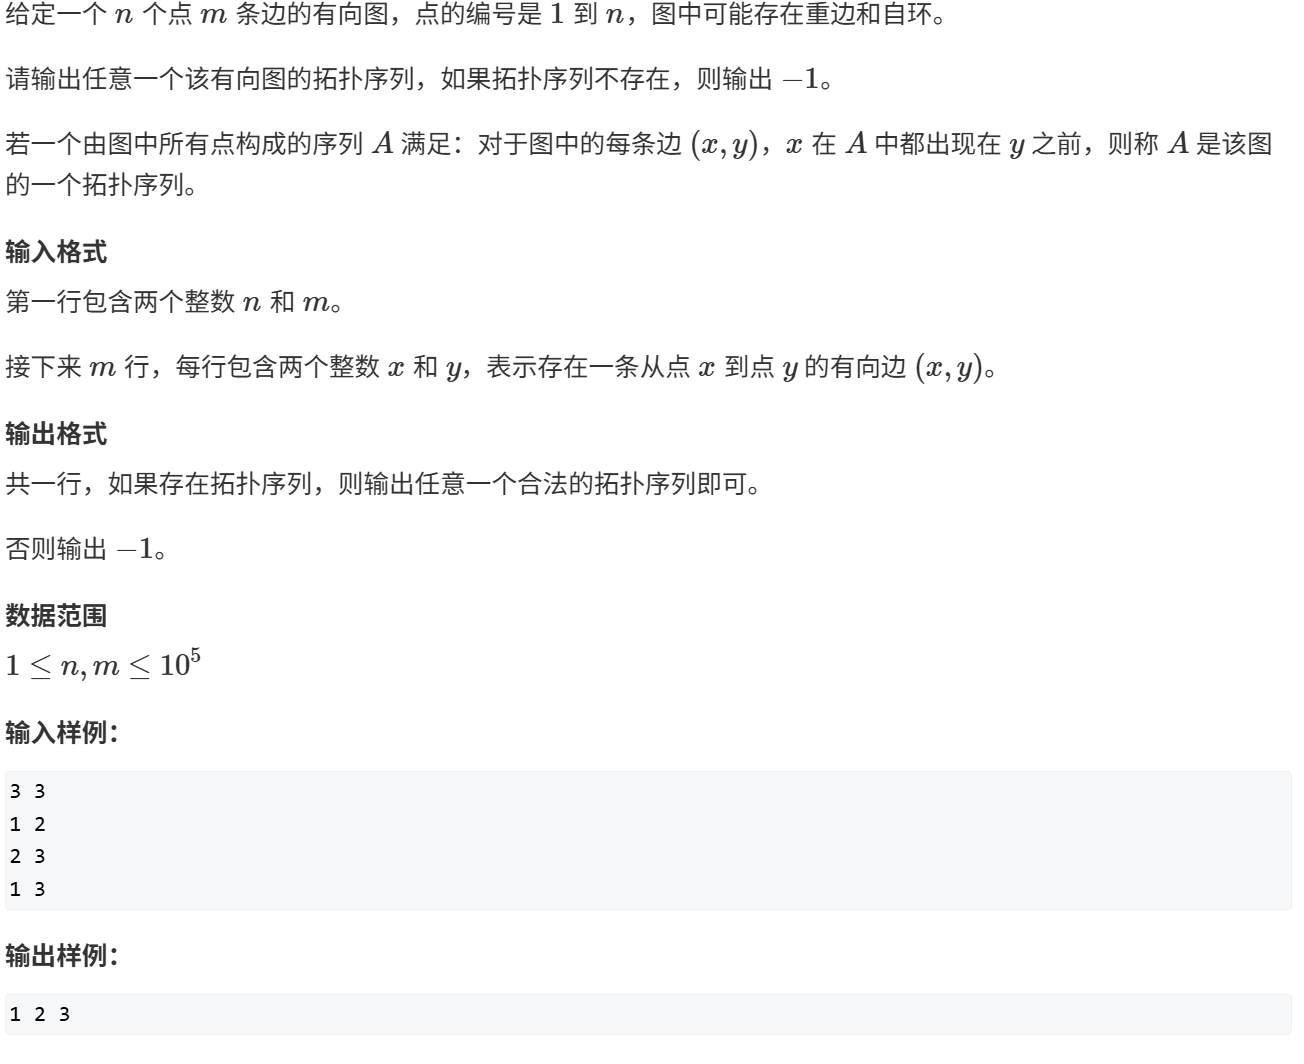 给定一个 n 个点 m 条边的有向图，点的编号是 1 到 n，图中可能存在重边和自环。
请输出任意一个该有向图的拓扑序列，如果拓扑序列不存在，则输出 −1。
若一个由图中所有点构成的序列 A 满足：对于图中的每条边 (x, y)，x 在 A 中都出现在 y 之前，则称 A 是该图
的一个拓扑序列。
输入格式
第一行包含两个整数 n 和 m。
接下来 m 行，每行包含两个整数 x 和 y，表示存在一条从点 x 到点 y 的有向边 (x, y)。
输出格式
共一行，如果存在拓扑序列，则输出任意一个合法的拓扑序列即可。
否则输出 −1。
数据范围
1 ≤ n, m ≤ 10⁵
输入样例：
3 3
1 2
2 3
1 3
输出样例：
1 2 3